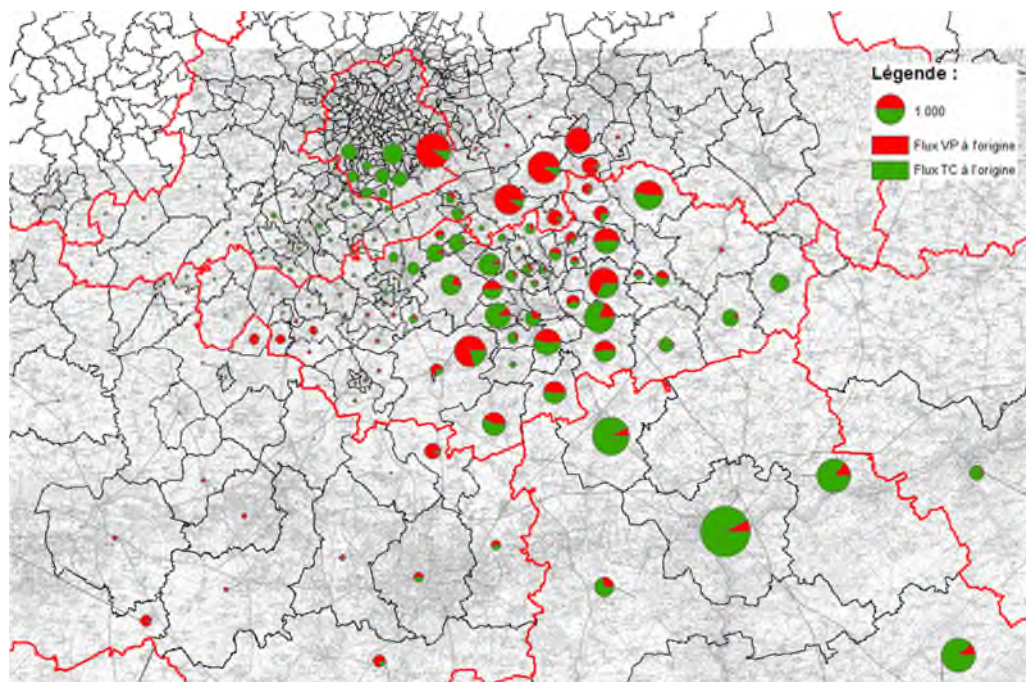 Légende :
1.000
Flux VP à l'origine
Flux TC à l'origine